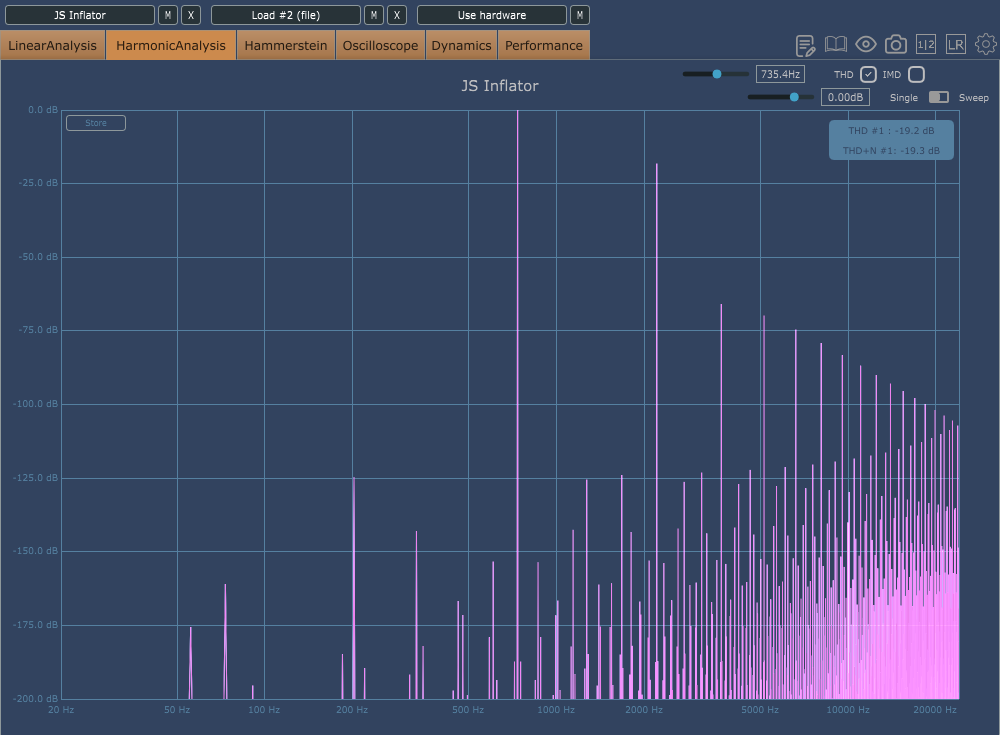 JS Inflator M X Load #2 (file) M X Use hardware M
LinearAnalysis HarmonicAnalysis Hammerstein Oscilloscope Dynamics Performance 1|2 LR
735.4Hz THD IMD
JS Inflator
0.00dB Single Sweep
0.0 dB
Store
THD #1 : -19.2 dB
THD+N #1: -19.3 dB
-25.0 dB
-50.0 dB
-75.0 dB
-100.0 dB
-125.0 dB
-150.0 dB
-175.0 dB
-200.0 dB
20 Hz 50 Hz 100 Hz 200 Hz 500 Hz 1000 Hz 2000 Hz 5000 Hz 10000 Hz 20000 Hz